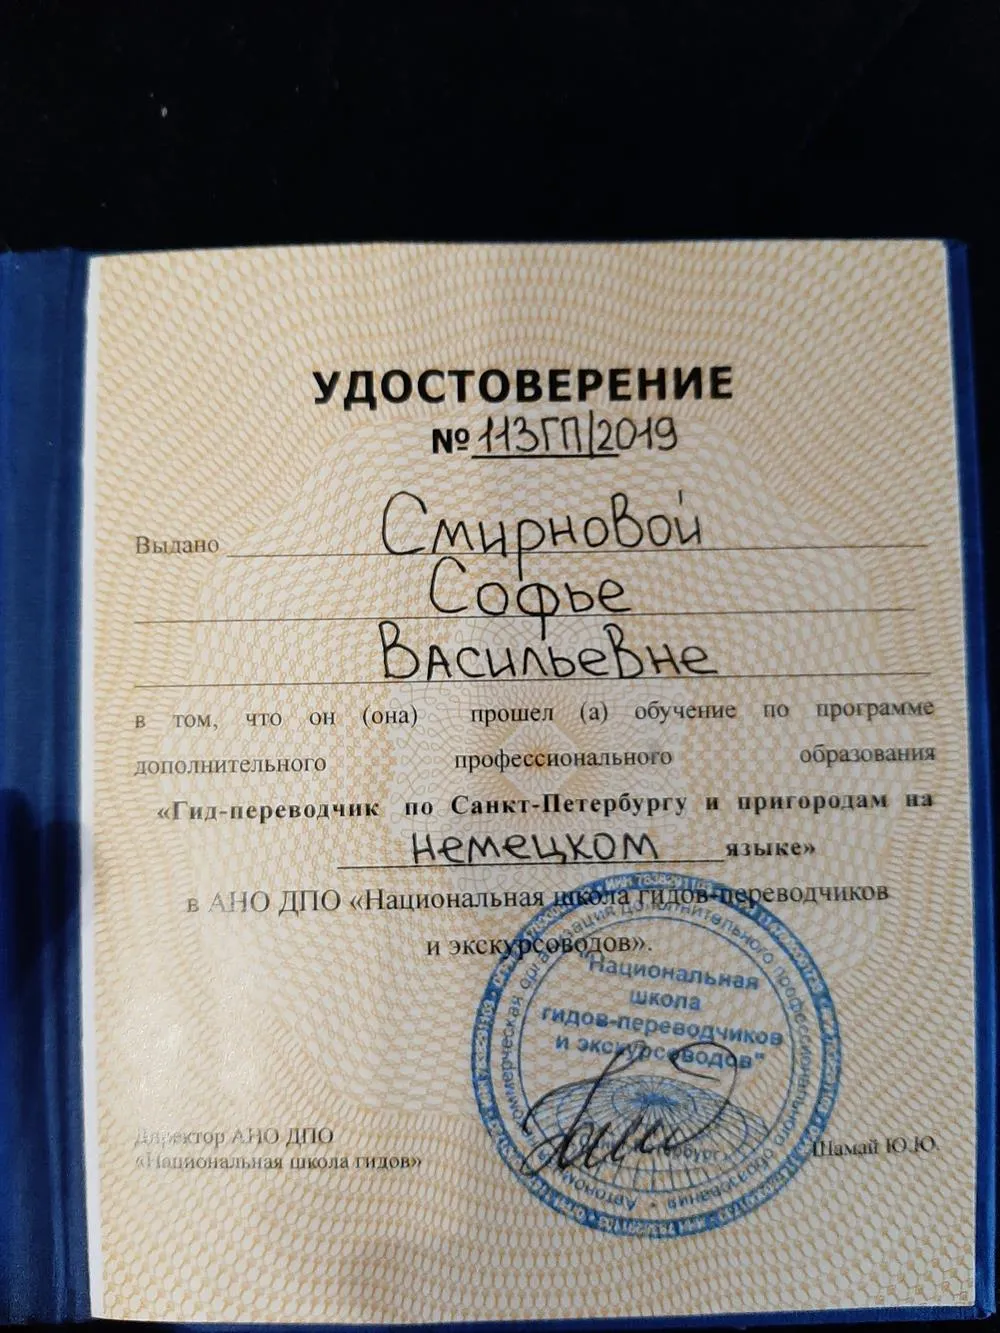 УДОСТОВЕРЕНИЕ
№ 113ГП/2019
Выдано Смирновой
Софье
Васильевне
в том, что он (она) прошел (а) обучение по программе
дополнительного профессионального образования
«Гид-переводчик по Санкт-Петербургу и пригородам на
немецком языке»
в АНО ДПО «Национальная школа гидов-переводчиков
и экскурсоводов».
"Национальная
школа
гидов-переводчиков
и экскурсоводов"
Директор АНО ДПО
«Национальная школа гидов»
Шамай Ю.Ю.